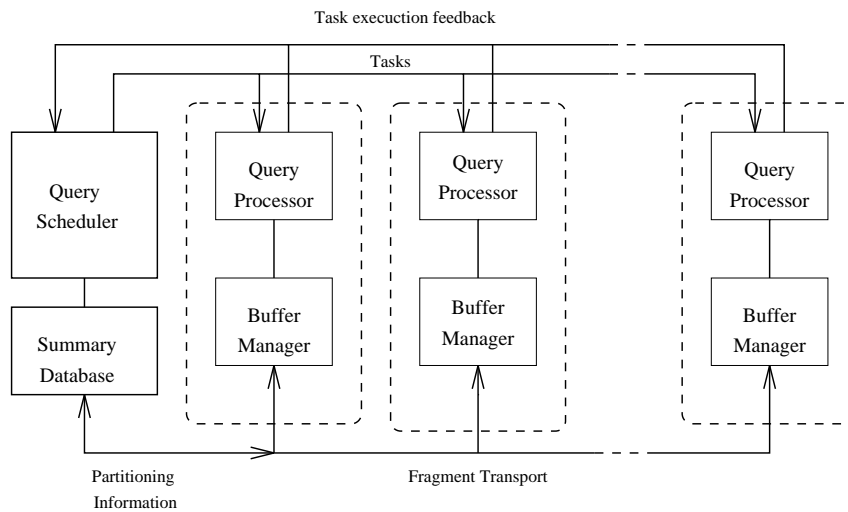 Task execuction feedback
Tasks
Query
Scheduler
Query
Processor
Query
Processor
Query
Processor
Summary
Database
Buffer
Manager
Buffer
Manager
Buffer
Manager
Partitioning
Information
Fragment Transport